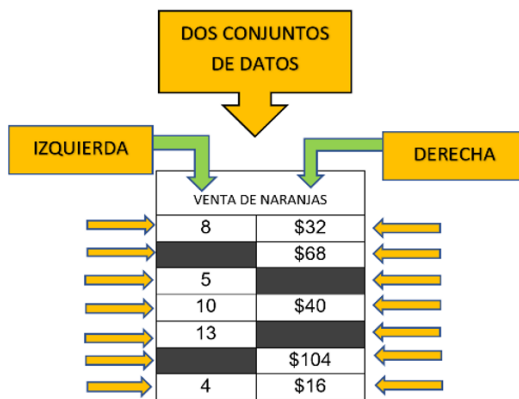 DOS CONJUNTOS
DE DATOS
IZQUIERDA
DERECHA
VENTA DE NARANJAS
8 $32
$68
5
10 $40
13
$104
4 $16